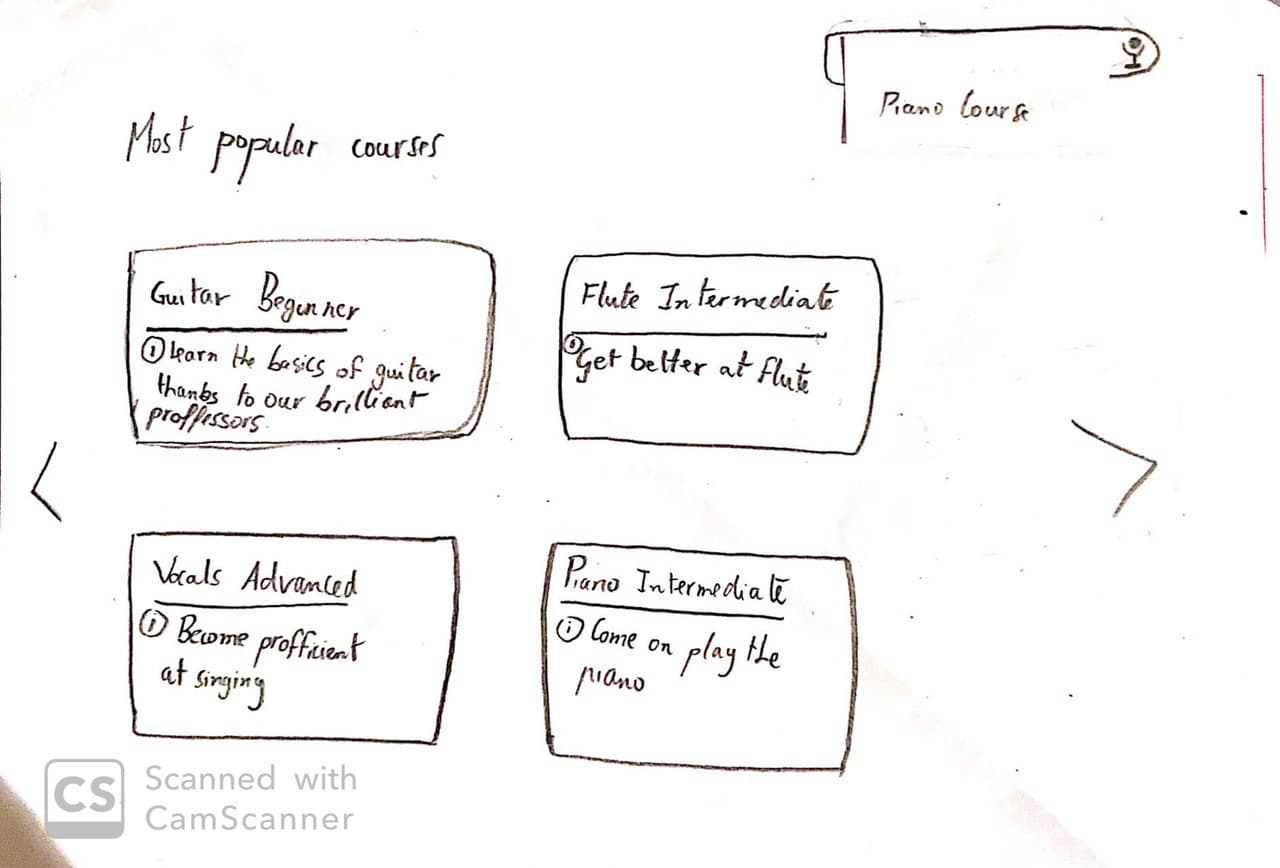 Piano Course
Most popular courses
Guitar Beginner
i Learn the basics of guitar
thanks to our brilliant
proffessors.
Flute Intermediate
i Get better at flute
Vocals Advanced
i Become profficient
at singing
Piano Intermediate
i Come on play the
piano
CS Scanned with
CamScanner